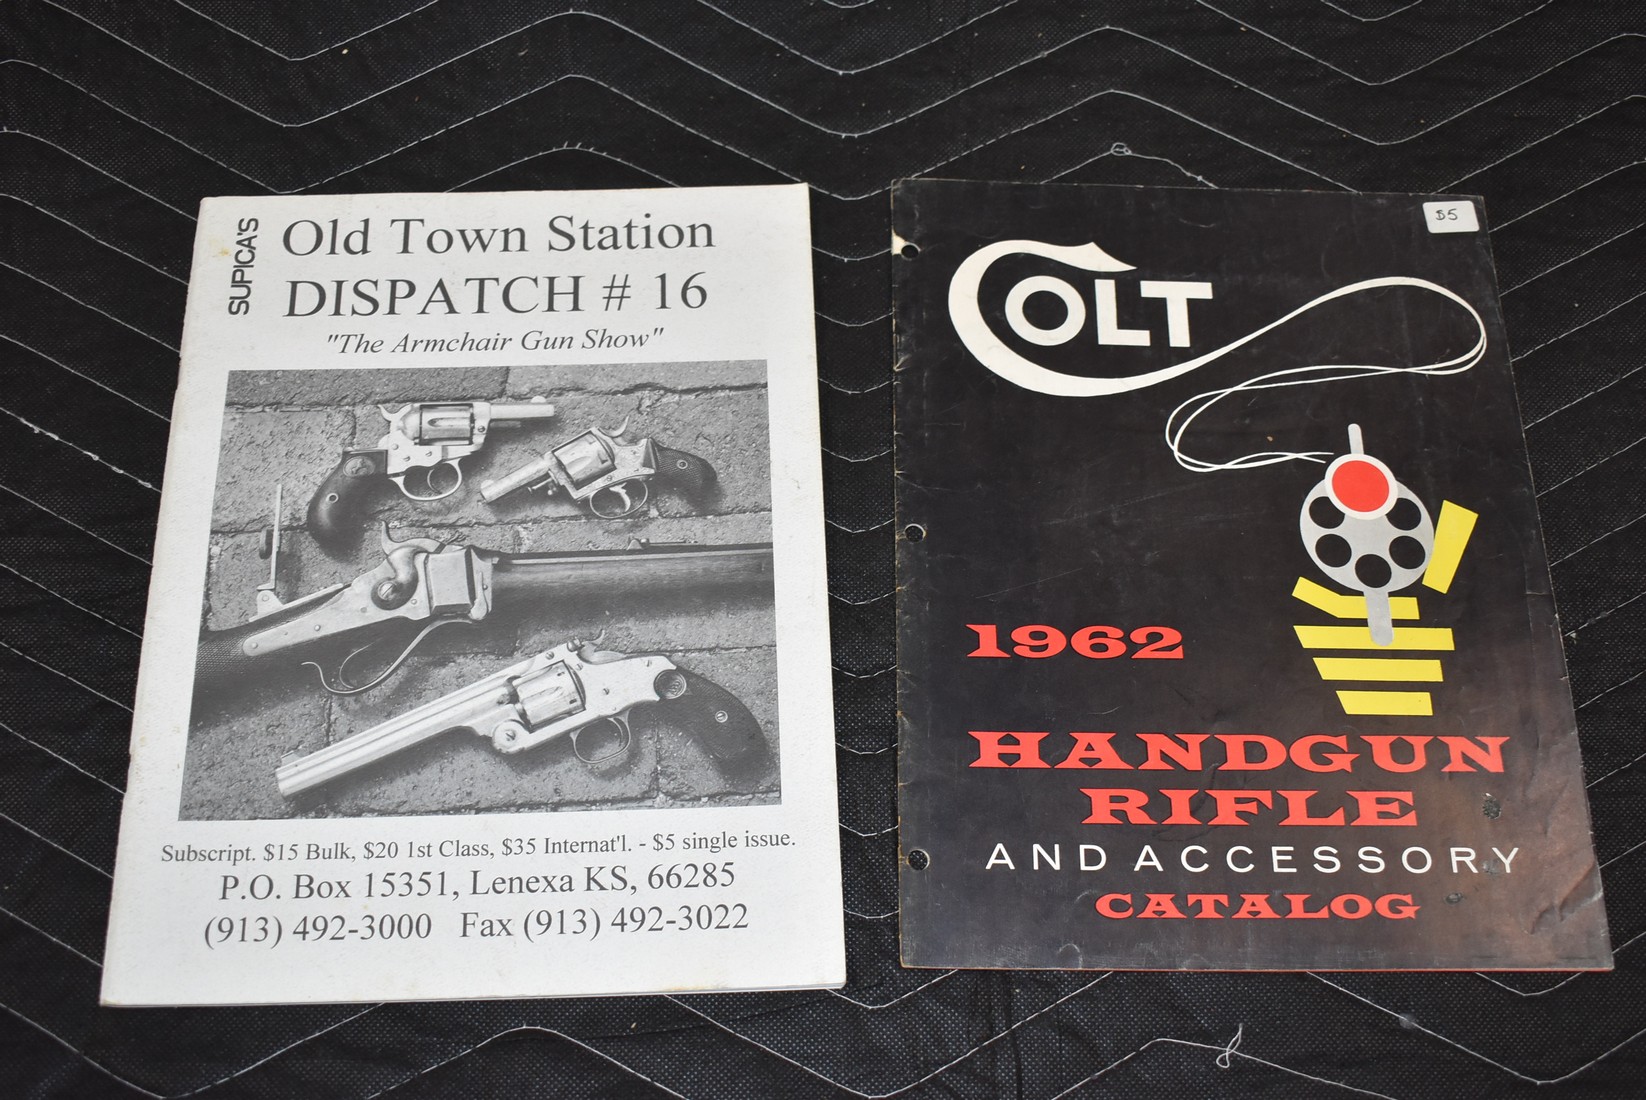 SUPICA'S
Old Town Station
DISPATCH # 16
"The Armchair Gun Show"
Subscript. $15 Bulk, $20 1st Class, $35 Internat'l. - $5 single issue.
P.O. Box 15351, Lenexa KS, 66285
(913) 492-3000 Fax (913) 492-3022
$5
COLT
1962
HANDGUN
RIFLE
AND ACCESSORY
CATALOG